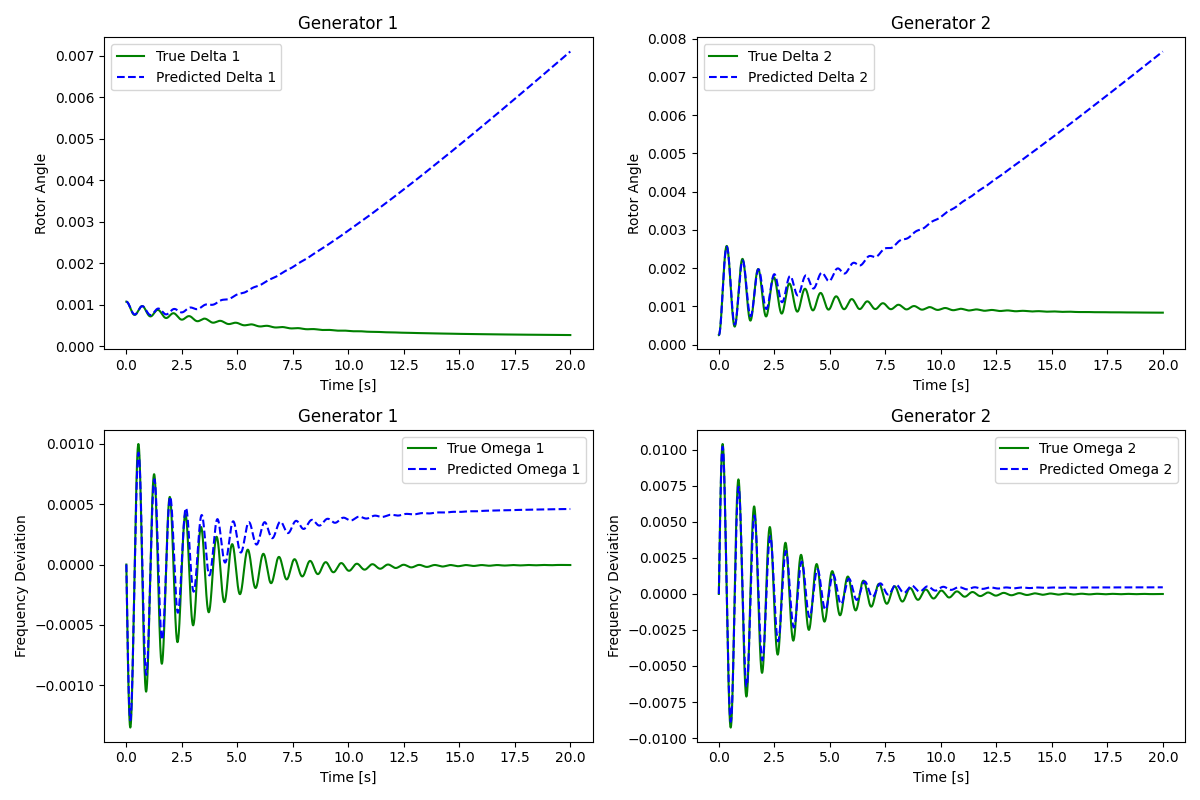 Generator 1
True Delta 1
Predicted Delta 1
0.007
0.006
0.005
0.004
0.003
0.002
0.001
0.000
Rotor Angle
0.0 2.5 5.0 7.5 10.0 12.5 15.0 17.5 20.0
Time [s]
Generator 2
True Delta 2
Predicted Delta 2
0.008
0.007
0.006
0.005
0.004
0.003
0.002
0.001
0.000
Rotor Angle
0.0 2.5 5.0 7.5 10.0 12.5 15.0 17.5 20.0
Time [s]
Generator 1
True Omega 1
Predicted Omega 1
0.0010
0.0005
0.0000
−0.0005
−0.0010
Frequency Deviation
0.0 2.5 5.0 7.5 10.0 12.5 15.0 17.5 20.0
Time [s]
Generator 2
True Omega 2
Predicted Omega 2
0.0100
0.0075
0.0050
0.0025
0.0000
−0.0025
−0.0050
−0.0075
−0.0100
Frequency Deviation
0.0 2.5 5.0 7.5 10.0 12.5 15.0 17.5 20.0
Time [s]